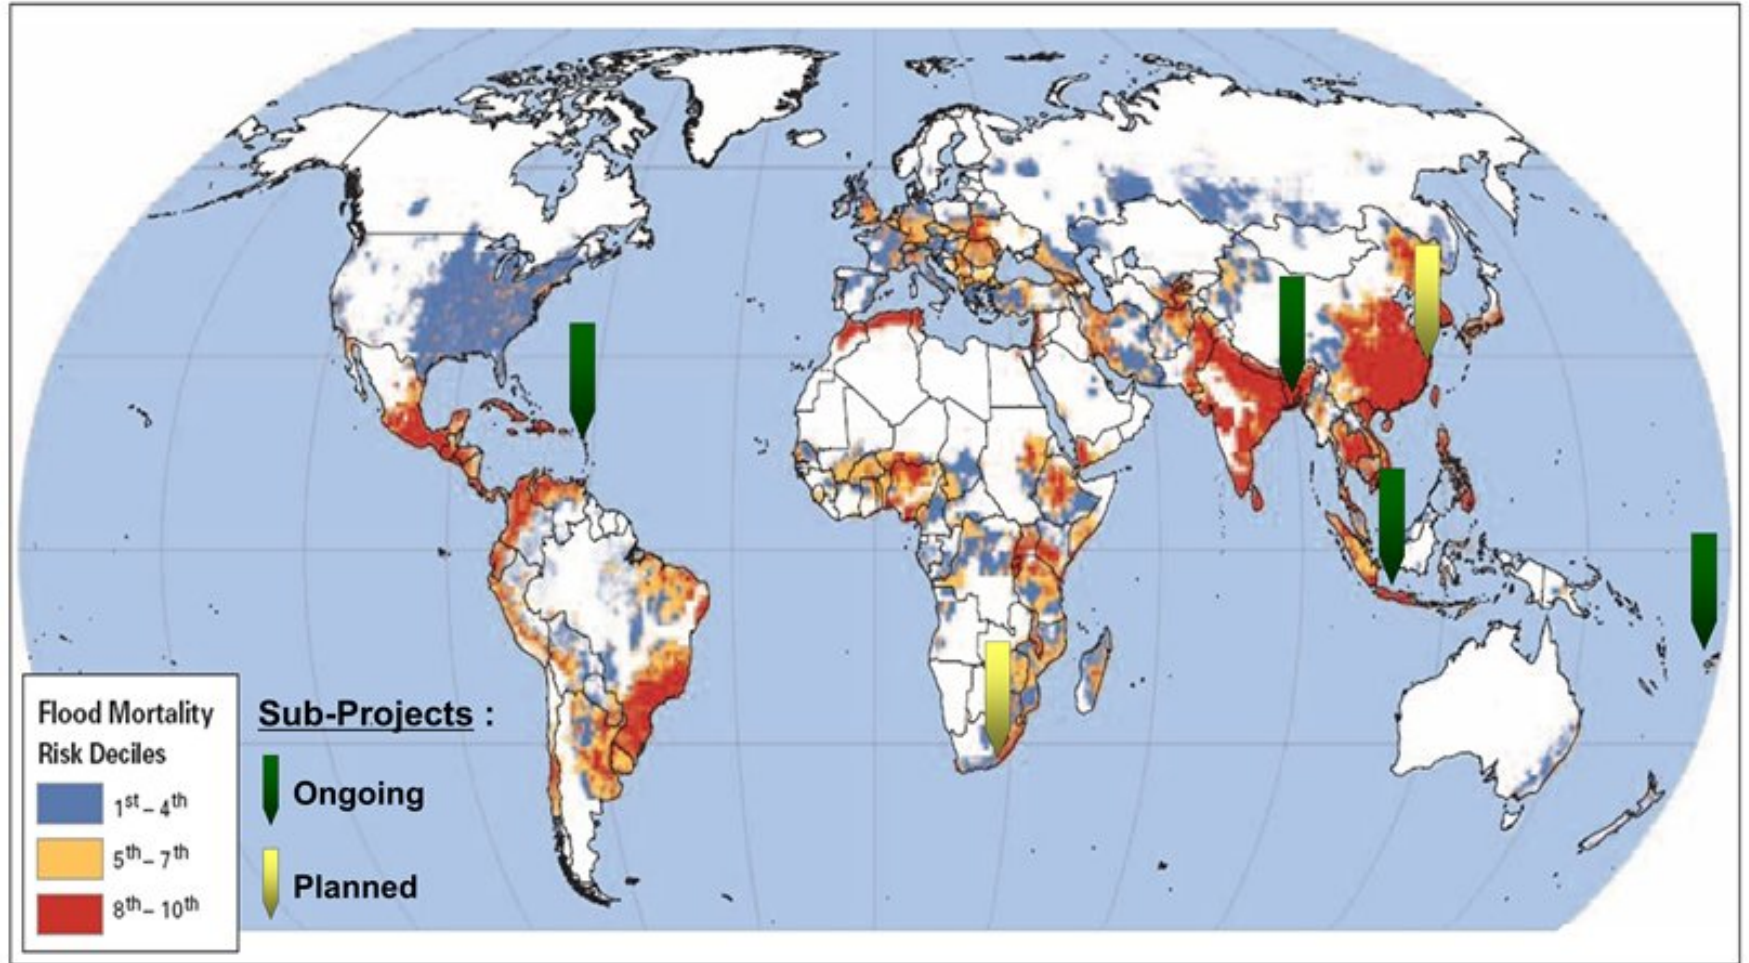 Flood Mortality
Risk Deciles
1st – 4th
5th – 7th
8th – 10th
Sub-Projects :
Ongoing
Planned